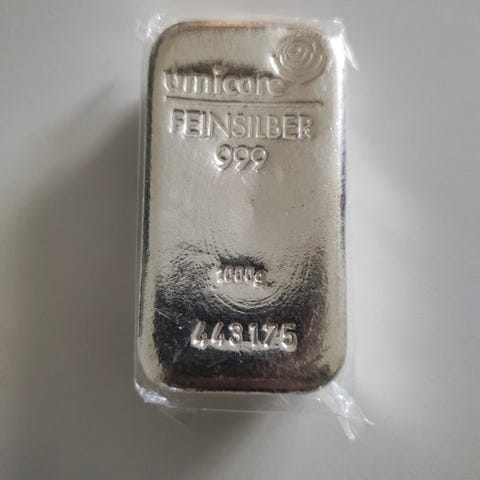 umicore
FEINSILBER
999
1000g
443175